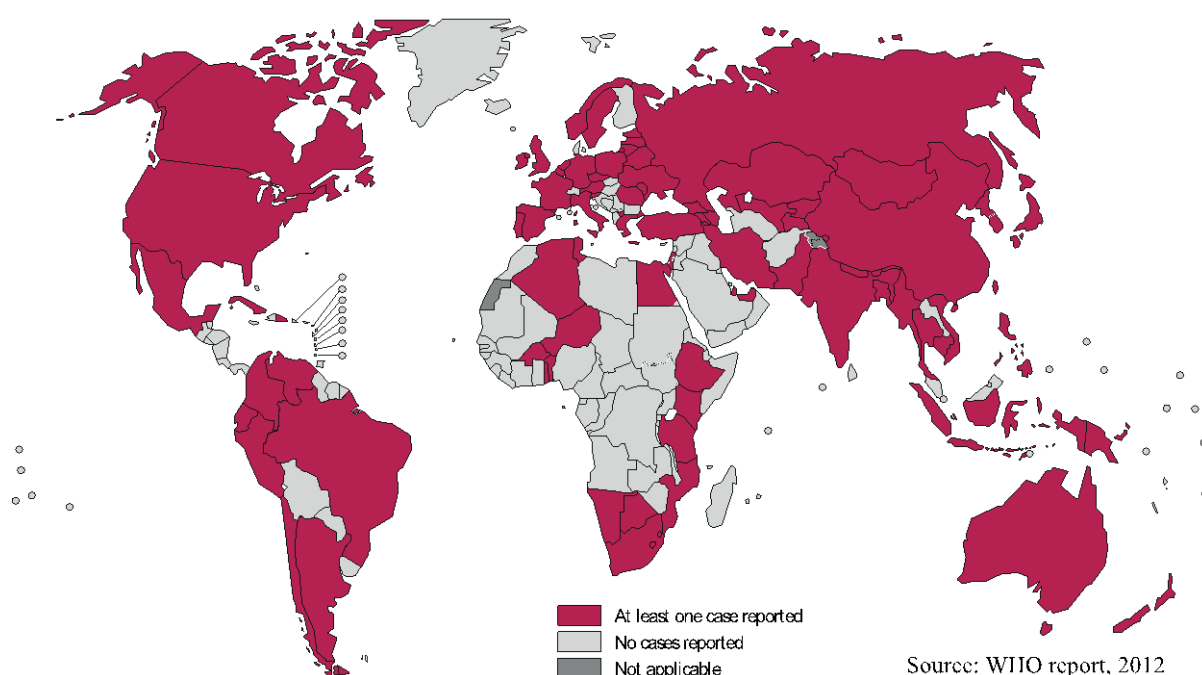 At least one case reported
No cases reported
Not applicable
Source: WHO report, 2012